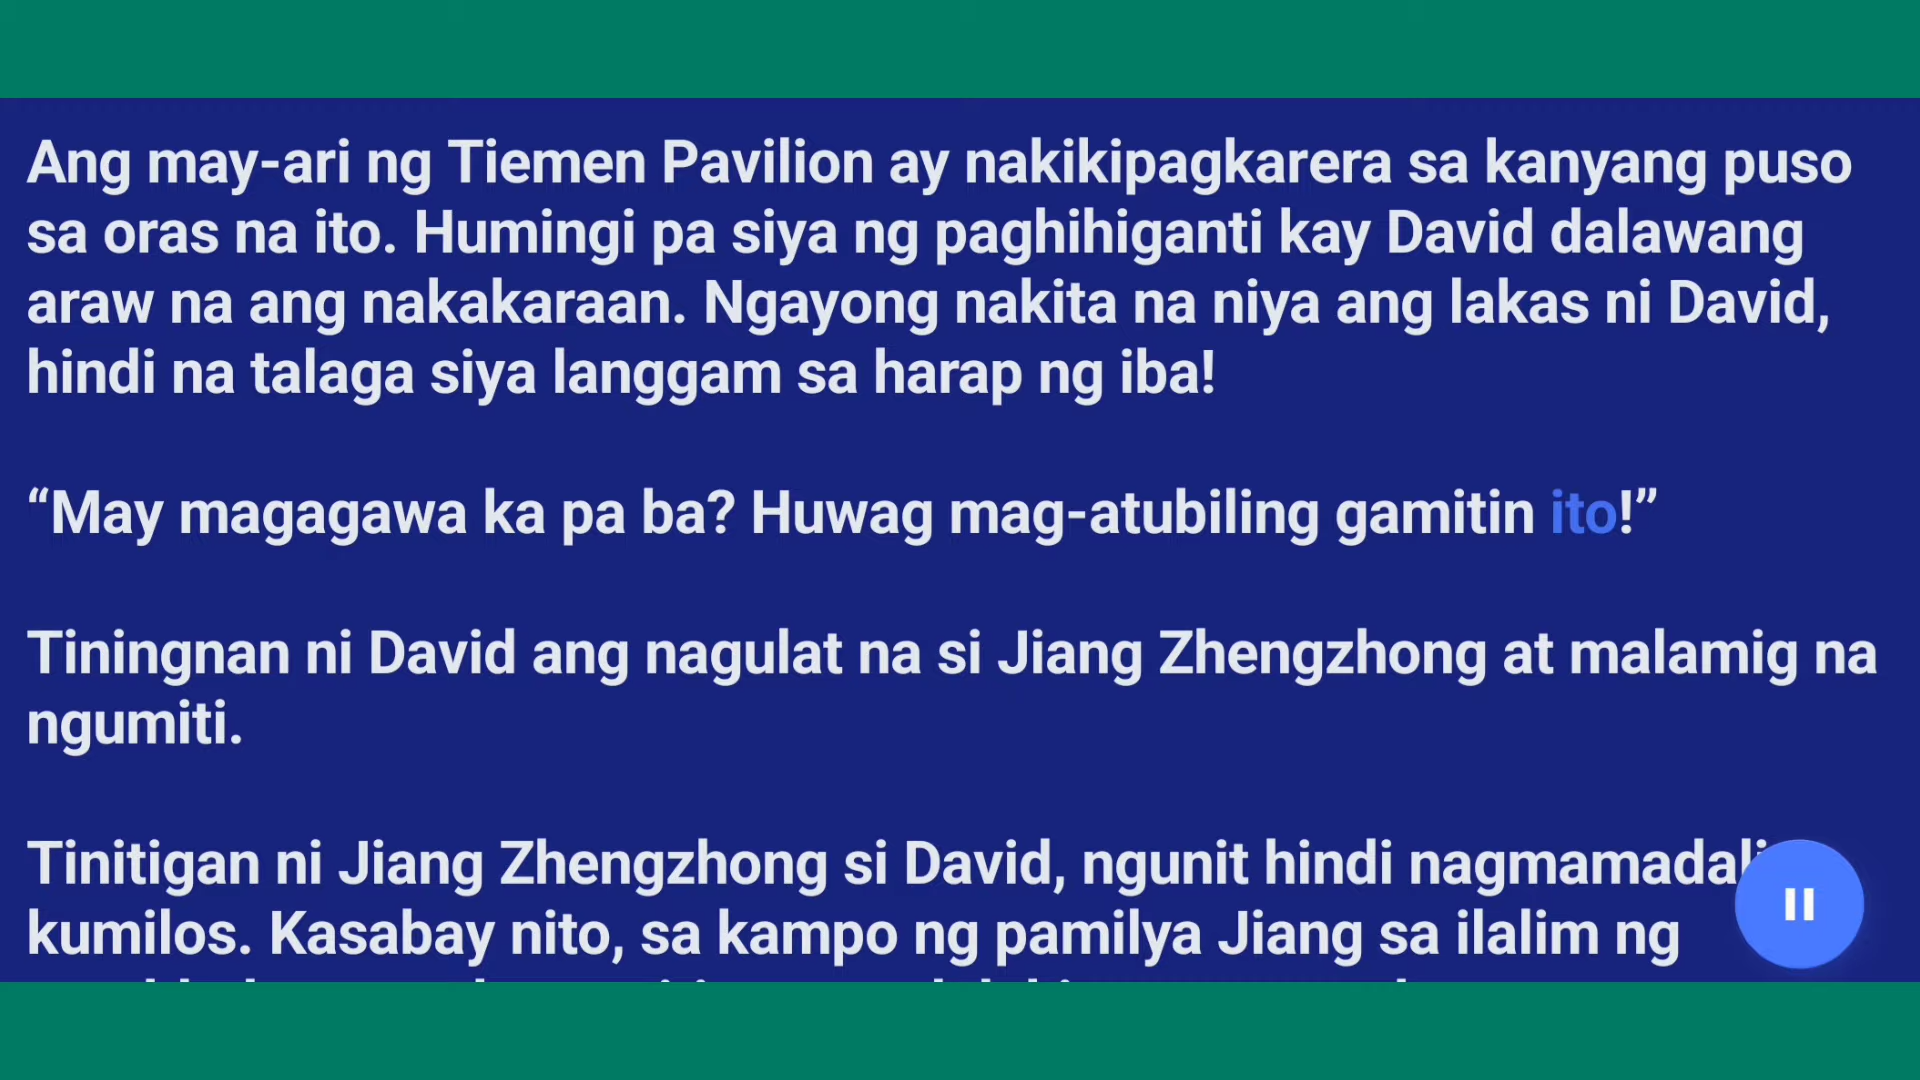 Ang may-ari ng Tiemen Pavilion ay nakikipagkarera sa kanyang puso
sa oras na ito. Humingi pa siya ng paghihiganti kay David dalawang
araw na ang nakakaraan. Ngayong nakita na niya ang lakas ni David,
hindi na talaga siya langgam sa harap ng iba!
“May magagawa ka pa ba? Huwag mag-atubiling gamitin ito!”
Tiningnan ni David ang nagulat na si Jiang Zhengzhong at malamig na
ngumiti.
Tinitigan ni Jiang Zhengzhong si David, ngunit hindi
kumilos. Kasabay nito, sa kampo ng pamilya Jiang sa ilalim ng